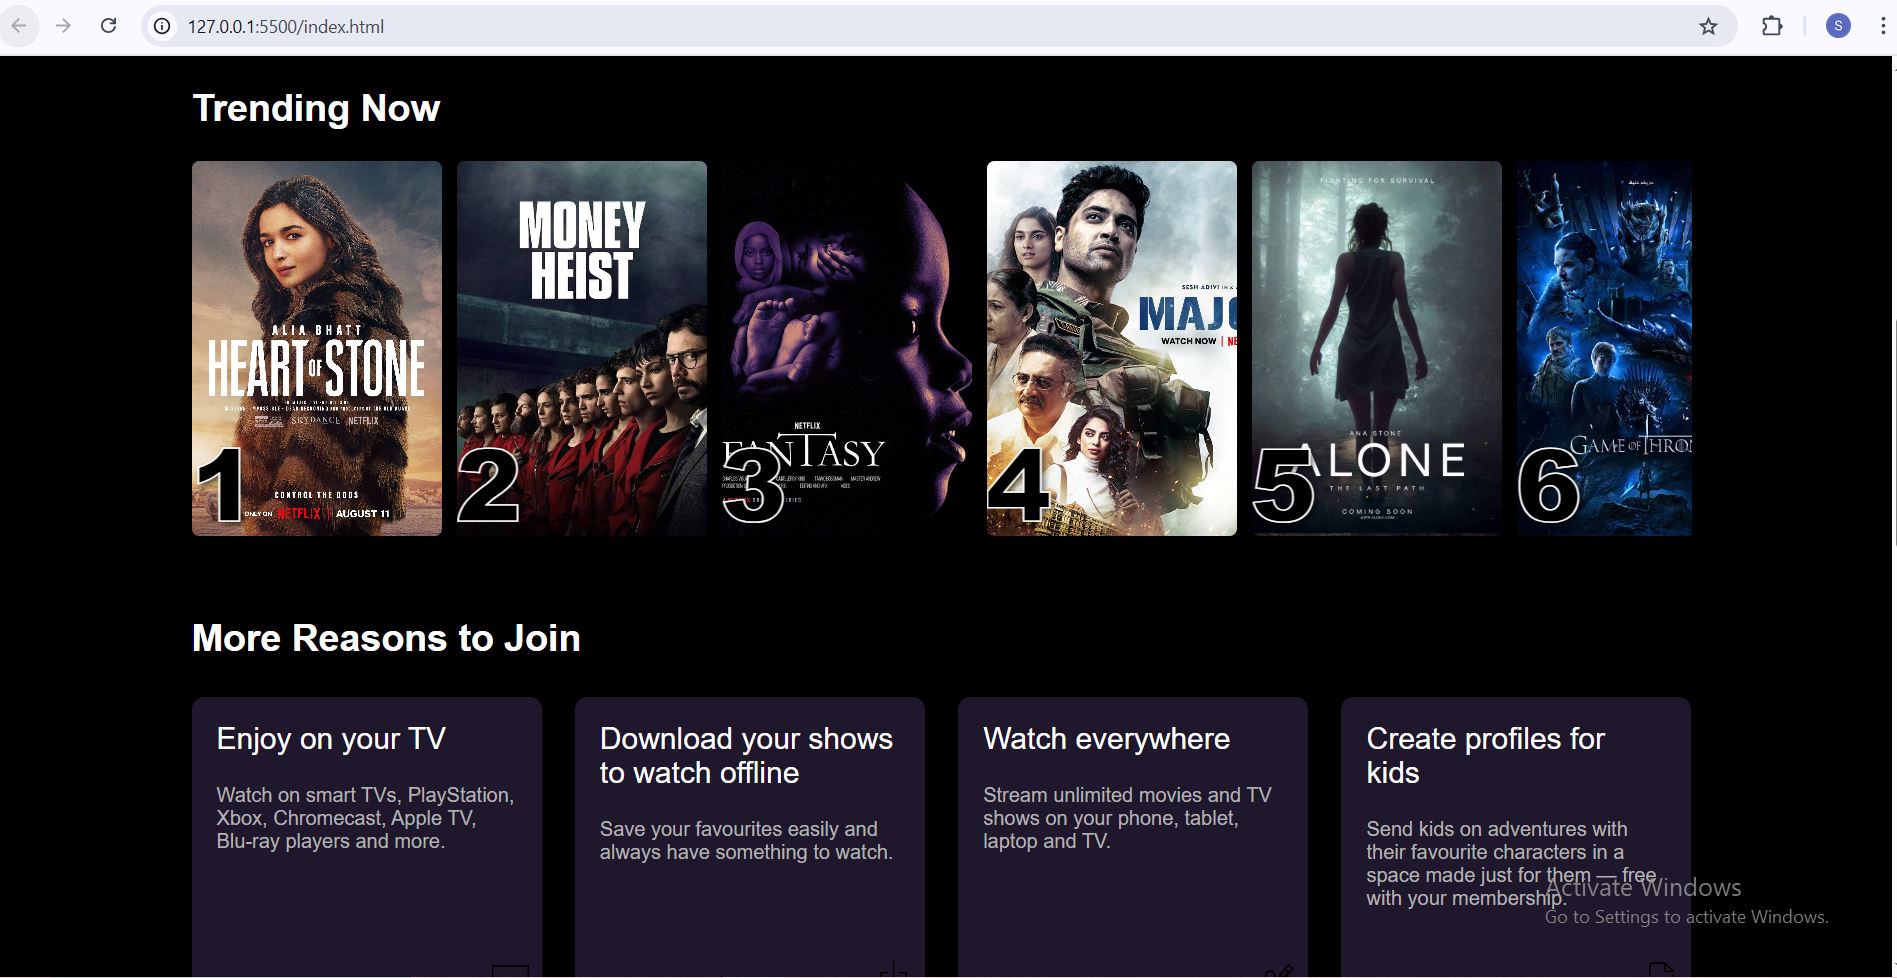 127.0.0.1:5500/index.html
S
Trending Now
ALIA BHATT
HEART OF STONE
SKYDANCE NETFLIX
CONTROL THE ODDS
ONLY ON NETFLIX | AUGUST 11
1
MONEY
HEIST
2
NETFLIX
FANTASY
3
SESH ADIVI IN & A
MAJO
WATCH NOW | NE
4
FIGHTING FOR SURVIVAL
ANA STONE
ALONE
THE LAST PATH
COMING SOON
5
GAME OF THRON
6
More Reasons to Join
Enjoy on your TV
Watch on smart TVs, PlayStation,
Xbox, Chromecast, Apple TV,
Blu-ray players and more.
Download your shows
to watch offline
Save your favourites easily and
always have something to watch.
Watch everywhere
Stream unlimited movies and TV
shows on your phone, tablet,
laptop and TV.
Create profiles for
kids
Send kids on adventures with
their favourite characters in a
space made just for them — free
with your membership.
Activate Windows
Go to Settings to activate Windows.